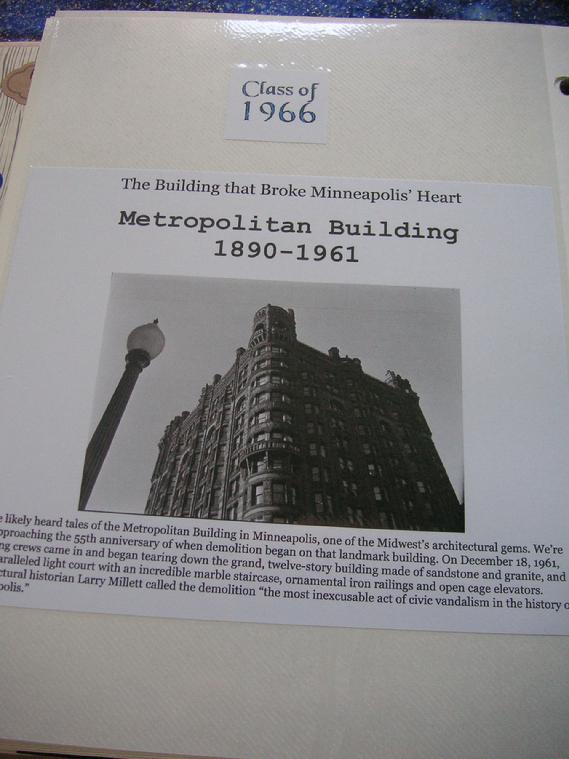 Class of
1966
The Building that Broke Minneapolis' Heart
Metropolitan Building
1890-1961
likely heard tales of the Metropolitan Building in Minneapolis, one of the Midwest's architectural gems. We're
pproaching the 55th anniversary of when demolition began on that landmark building. On December 18, 1961,
ng crews came in and began tearing down the grand, twelve-story building made of sandstone and granite, and
aralleled light court with an incredible marble staircase, ornamental iron railings and open cage elevators.
ctural historian Larry Millett called the demolition "the most inexcusable act of civic vandalism in the history o
polis."